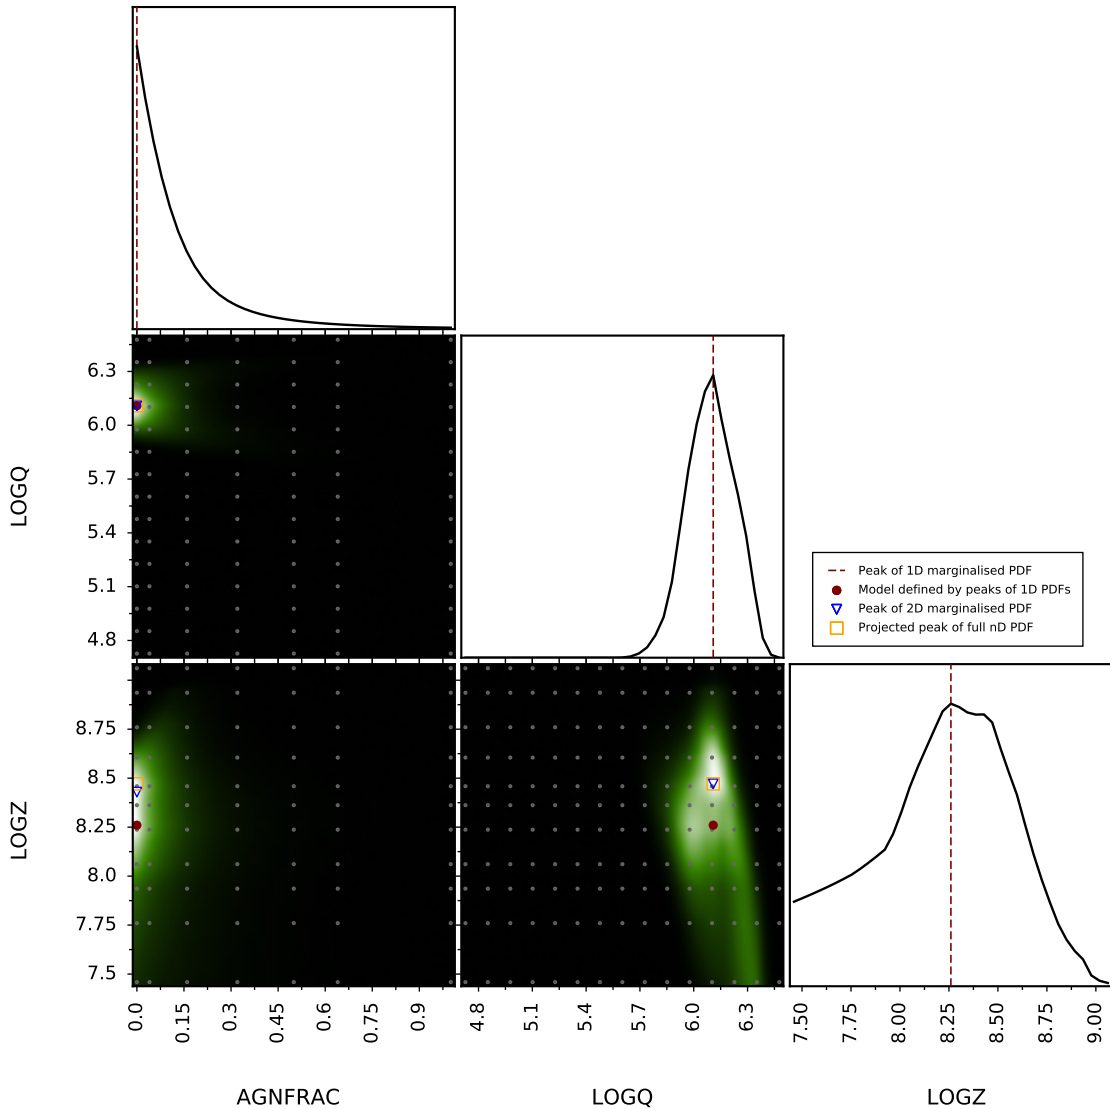 6.3
6.0
5.7
5.4
5.1
4.8
LOGQ
Peak of 1D marginalised PDF
Model defined by peaks of 1D PDFs
Peak of 2D marginalised PDF
Projected peak of full nD PDF
8.75
8.5
8.25
8.0
7.75
7.5
LOGZ
0.0 0.15 0.3 0.45 0.6 0.75 0.9
4.8 5.1 5.4 5.7 6.0 6.3
7.50 7.75 8.00 8.25 8.50 8.75 9.00
AGNFRAC
LOGQ
LOGZ